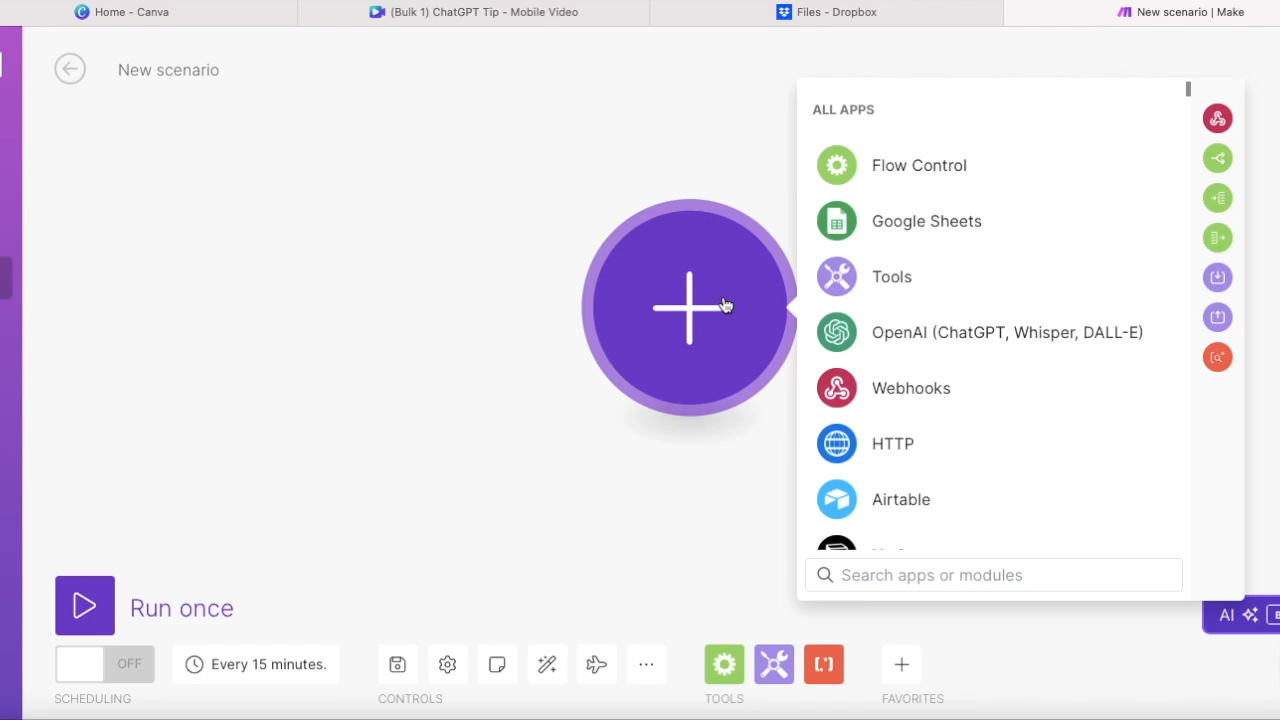 Home - Canva
(Bulk 1) ChatGPT Tip - Mobile Video
Files - Dropbox
New scenario | Make
New scenario
ALL APPS
Flow Control
Google Sheets
Tools
OpenAI (ChatGPT, Whisper, DALL-E)
Webhooks
HTTP
Airtable
Search apps or modules
Run once
AI
OFF
Every 15 minutes.
SCHEDULING
CONTROLS
TOOLS
FAVORITES